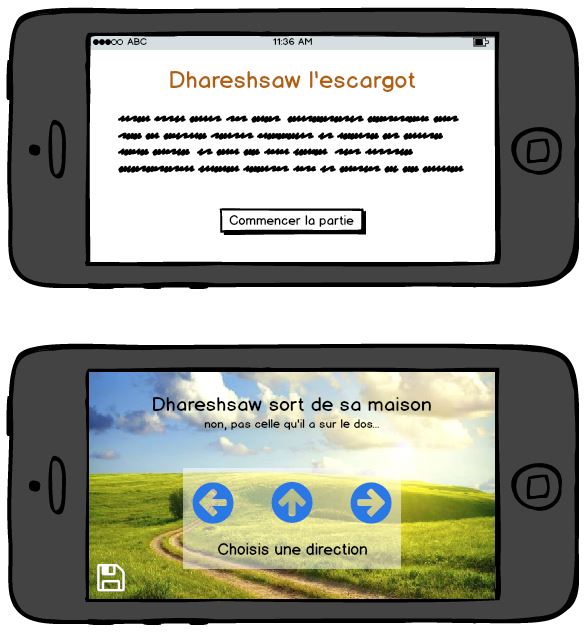 ABC 11:36 AM
Dhareshsaw l'escargot
Commencer la partie
Dhareshsaw sort de sa maison
non, pas celle qu'il a sur le dos...
Choisis une direction